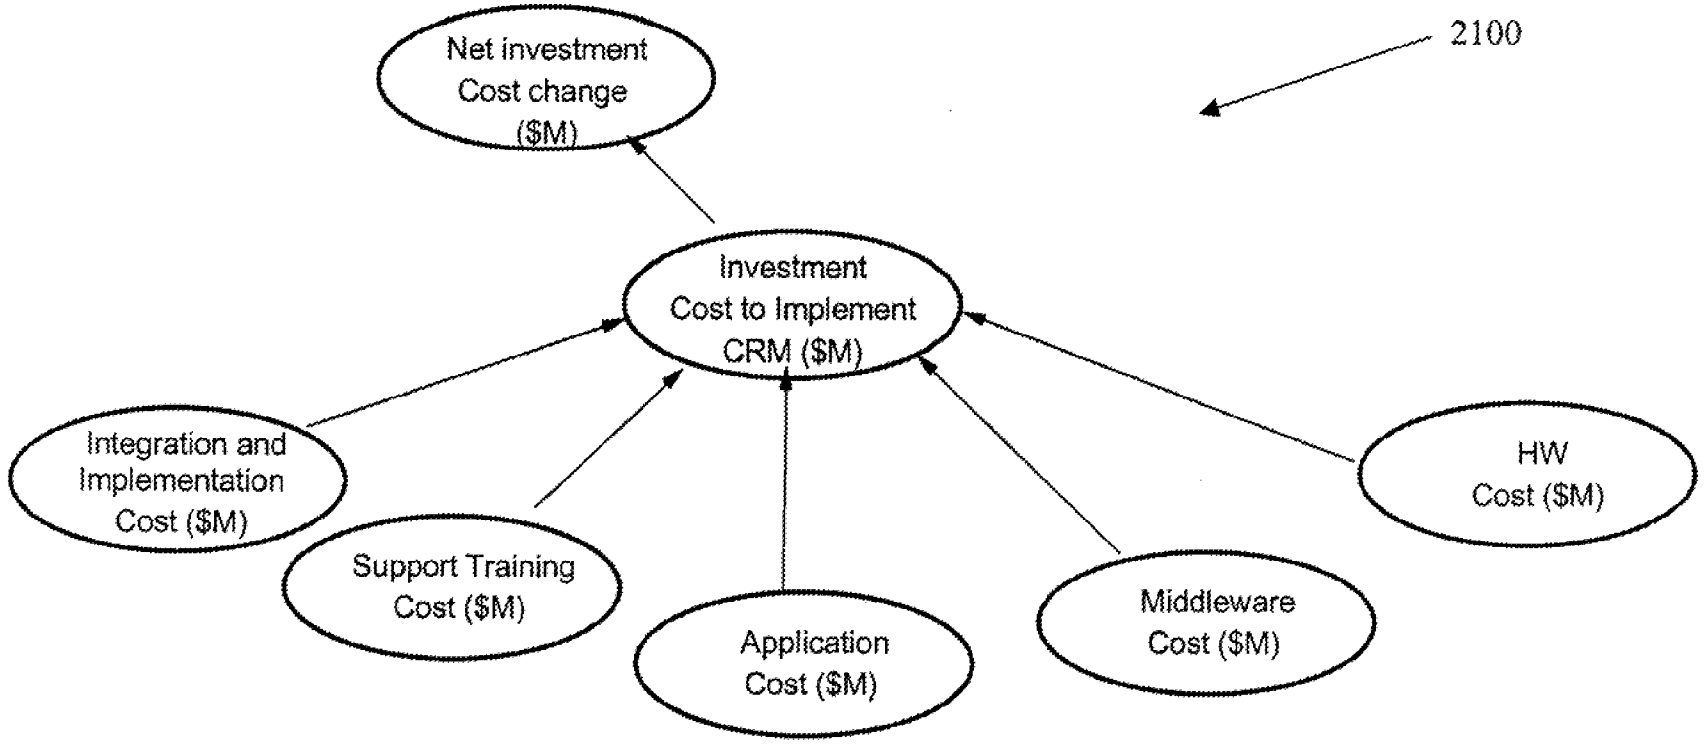 2100
Net investment
Cost change
($M)
Investment
Cost to Implement
CRM ($M)
Integration and
Implementation
Cost ($M)
Support Training
Cost ($M)
Application
Cost ($M)
Middleware
Cost ($M)
HW
Cost ($M)